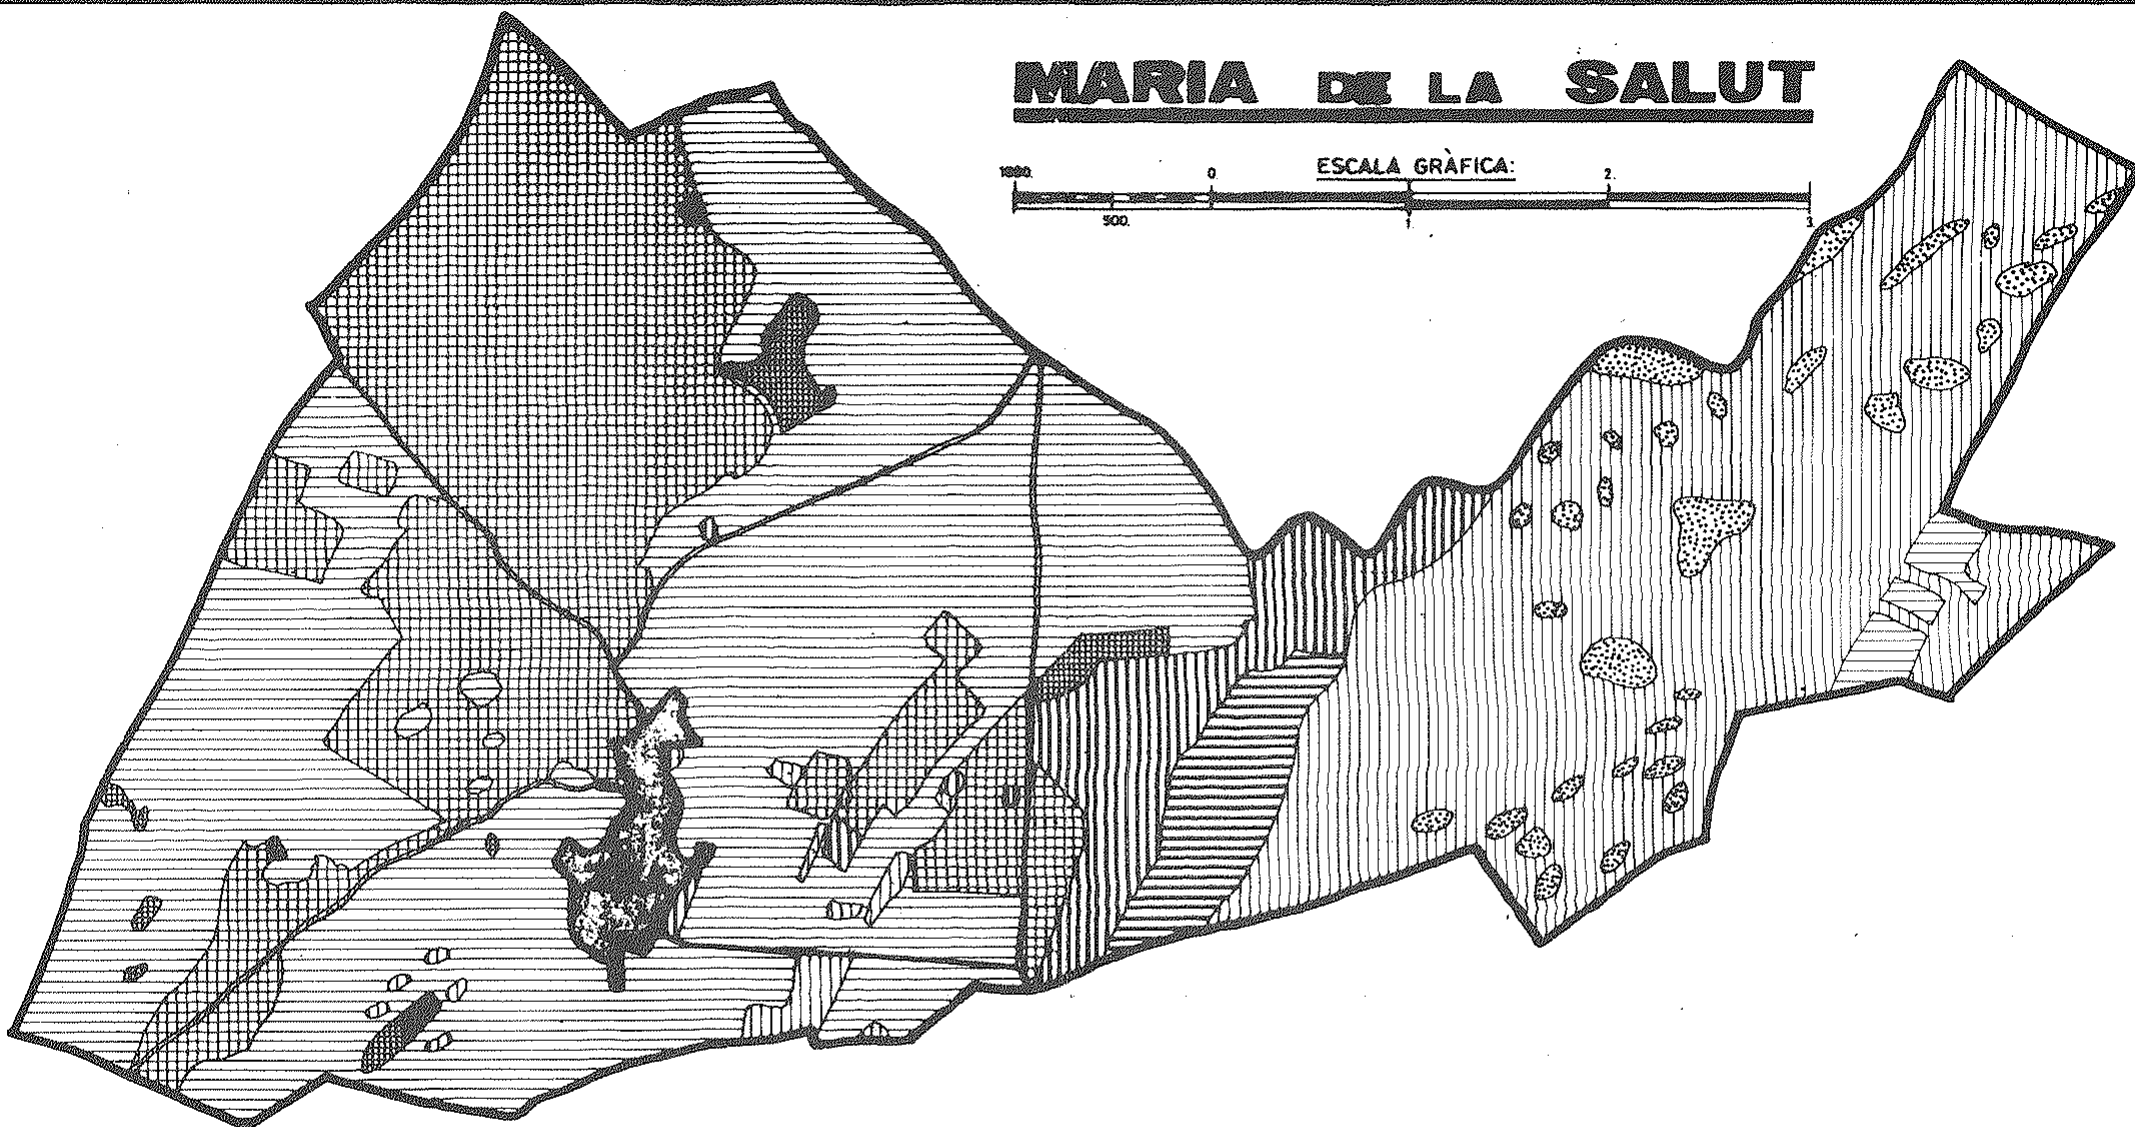 MARIA DE LA SALUT
ESCALA GRÀFICA:
1000. 0. 2.
500. 1. 3.